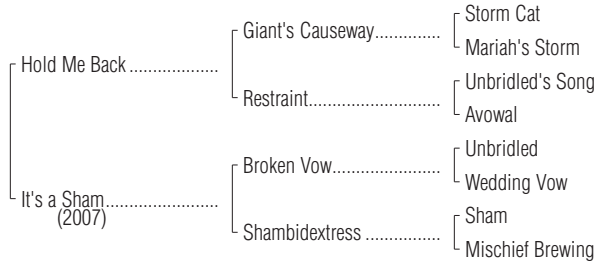 Storm Cat
Giant's Causeway..............
Mariah's Storm
Hold Me Back ...................
Unbridled's Song
Restraint............................
Avowal
Unbridled
Broken Vow.......................
Wedding Vow
It's a Sham........................
(2007)
Sham
Shambidextress ................
Mischief Brewing